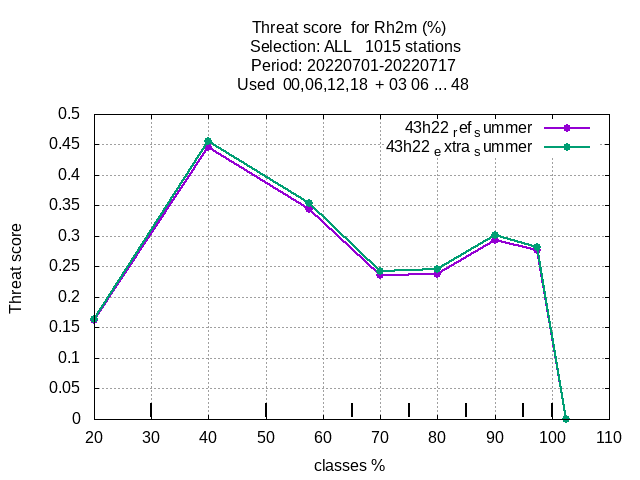 Threat score  for Rh2m (%)
Selection: ALL   1015 stations
Period: 20220701-20220717
Used  00,06,12,18  + 03 06 ... 48
0.5
0.45
0.4
0.35
0.3
0.25
0.2
0.15
0.1
0.05
0
Threat score
43h22 ref summer
43h22 extra summer
20 30 40 50 60 70 80 90 100 110
classes %